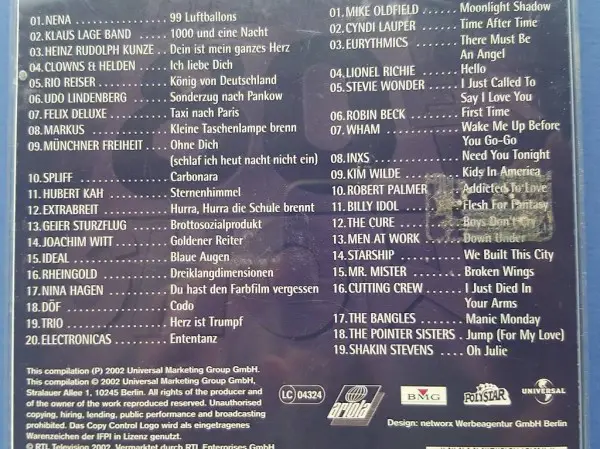 01.NENA .................. 99 Luftballons
02.KLAUS LAGE BAND ..... 1000 und eine Nacht
03.HEINZ RUDOLPH KUNZE .. Dein ist mein ganzes Herz
04.CLOWNS & HELDEN ..... Ich liebe Dich
05.RIO REISER ............ König von Deutschland
06.UDO LINDENBERG ....... Sonderzug nach Pankow
07.FELIX DELUXE .......... Taxi nach Paris
08.MARKUS .............. Kleine Taschenlampe brenn
09.MÜNCHNER FREIHEIT ... Ohne Dich
(schlaf ich heut nacht nicht ein)
10.SPLIFF ............... Carbonara
11.HUBERT KAH .......... Sternenhimmel
12.EXTRABREIT .......... Hurra, Hurra die Schule brennt
13.GEIER STURZFLUG ..... Brottosozialprodukt
14.JOACHIM WITT ........ Goldener Reiter
15.IDEAL ............... Blaue Augen
16.RHEINGOLD .......... Dreiklangdimensionen
17.NINA HAGEN ......... Du hast den Farbfilm vergessen
18.DÖF ................. Codo
19.TRIO ................ Herz ist Trumpf
20.ELECTRONICAS ....... Ententanz
01.MIKE OLDFIELD ....... Moonlight Shadow
02.CYNDI LAUPER ....... Time After Time
03.EURYTHMICS ........ There Must Be
An Angel
04.LIONEL RICHIE ...... Hello
05.STEVIE WONDER ..... I Just Called To
Say I Love You
06.ROBIN BECK ........ First Time
07.WHAM ............. Wake Me Up Before
You Go-Go
08.INXS .............. Need You Tonight
09.KIM WILDE ......... Kids In America
10.ROBERT PALMER .... Addicted To Love
11.BILLY IDOL ........ Flesh For Fantasy
12.THE CURE .......... Boys Don't Cry
13.MEN AT WORK ...... Down Under
14.STARSHIP .......... We Built This City
15.MR. MISTER ........ Broken Wings
16.CUTTING CREW ..... I Just Died In
Your Arms
17.THE BANGLES ....... Manic Monday
18.THE POINTER SISTERS . Jump (For My Love)
19.SHAKIN STEVENS .... Oh Julie
This compilation (P) 2002 Universal Marketing Group GmbH.
This compilation © 2002 Universal Marketing Group GmbH,
Stralauer Allee 1, 10245 Berlin. All rights of the producer and
of the owner of the work reproduced reserved. Unauthorised
copying, hiring, lending, public performance and broadcasting
prohibited. Das Copy Control Logo wird als eingetragenes
Warenzeichen der IFPI in Lizenz genutzt.
© RTL Television 2002. Vermarktet durch RTL Enterprises GmbH
LC 04324
ariola
BMG
POLYSTAR
UNIVERSAL
Design: networx Werbeagentur GmbH Berlin